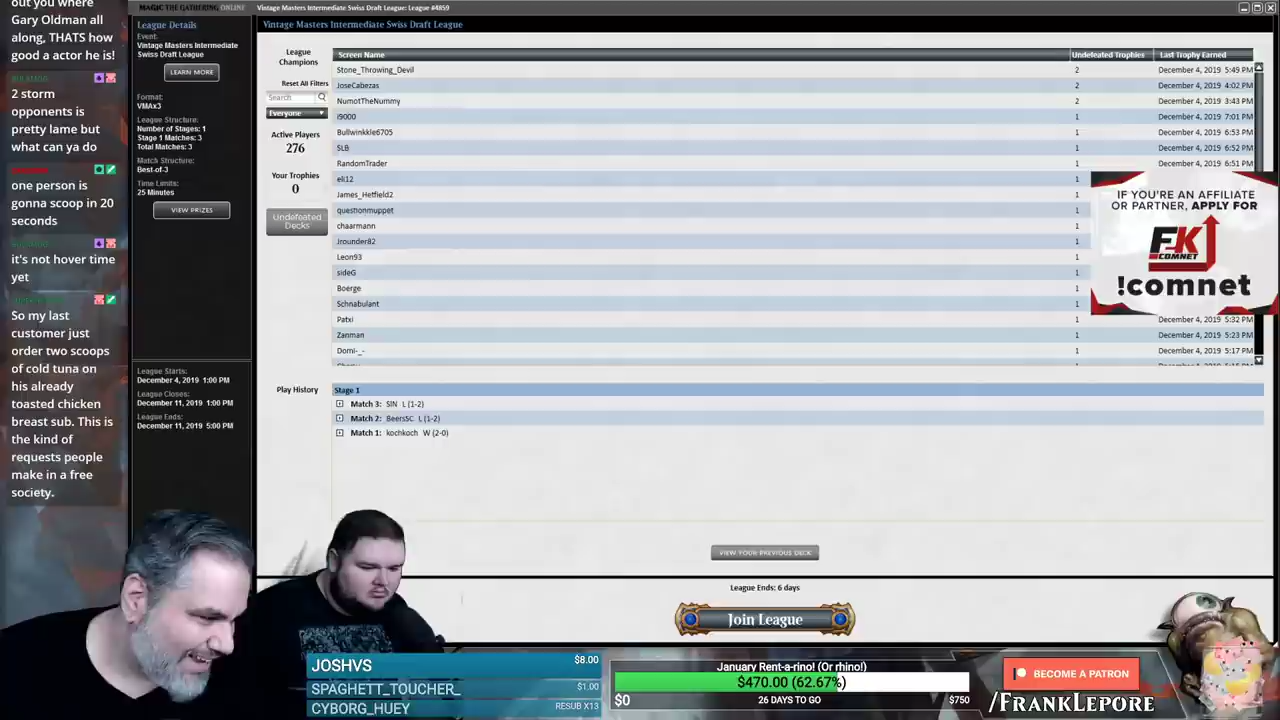 out you where
Gary Oldman all
along, THATS how
good a actor he is!
2 storm
opponents is
pretty lame but
what can ya do
one person is
gonna scoop in 20
seconds
it's not hover time
yet
So my last
customer just
order two scoops
of cold tuna on
his already
toasted chicken
breast sub. This is
the kind of
requests people
make in a free
society.
MAGIC THE GATHERING ONLINE
Vintage Masters Intermediate Swiss Draft League: League #4859
League Details
Event:
Vintage Masters Intermediate
Swiss Draft League
LEARN MORE
Format:
VMAx3
League Structure:
Number of Stages: 1
Stage 1 Matches: 3
Total Matches: 3
Match Structure:
Best-of-3
Time Limits:
25 Minutes
VIEW PRIZES
League Starts:
December 4, 2019 1:00 PM
League Closes:
December 11, 2019 1:00 PM
League Ends:
December 11, 2019 5:00 PM
Vintage Masters Intermediate Swiss Draft League
League
Champions
Reset All Filters
Search
Everyone
Active Players
276
Your Trophies
0
Undefeated
Decks
Screen Name Undefeated Trophies Last Trophy Earned
Stone_Throwing_Devil 2 December 4, 2019 5:49 PM
JoseCabezas 2 December 4, 2019 4:02 PM
NumotTheNummy 2 December 4, 2019 3:43 PM
i9000 1 December 4, 2019 7:01 PM
Bullwinkkle6705 1 December 4, 2019 6:53 PM
SLB 1 December 4, 2019 6:52 PM
RandomTrader 1 December 4, 2019 6:51 PM
eli12 1
James_Hetfield2 1
questionmuppet 1
chaarmann 1
Jrounder82 1
Leon93 1
sideG 1
Boerge 1
Schnabulant 1
Patxi 1 December 4, 2019 5:32 PM
Zanman 1 December 4, 2019 5:23 PM
Domi-_- 1 December 4, 2019 5:17 PM
IF YOU'RE AN AFFILIATE
OR PARTNER, APPLY FOR
COMNET
!comnet
Play History
Stage 1
Match 3: SIN L (1-2)
Match 2: BeersSC L (1-2)
Match 1: kochkoch W (2-0)
VIEW YOUR PREVIOUS DECK
League Ends: 6 days
Join League
JOSHVS $8.00
SPAGHETT_TOUCHER_ $1.00
CYBORG_HUEY RESUB X13
January Rent-a-rino! (Or rhino!)
$470.00 (62.67%)
$0 26 DAYS TO GO $750
BECOME A PATRON
/FRANKLEPORE